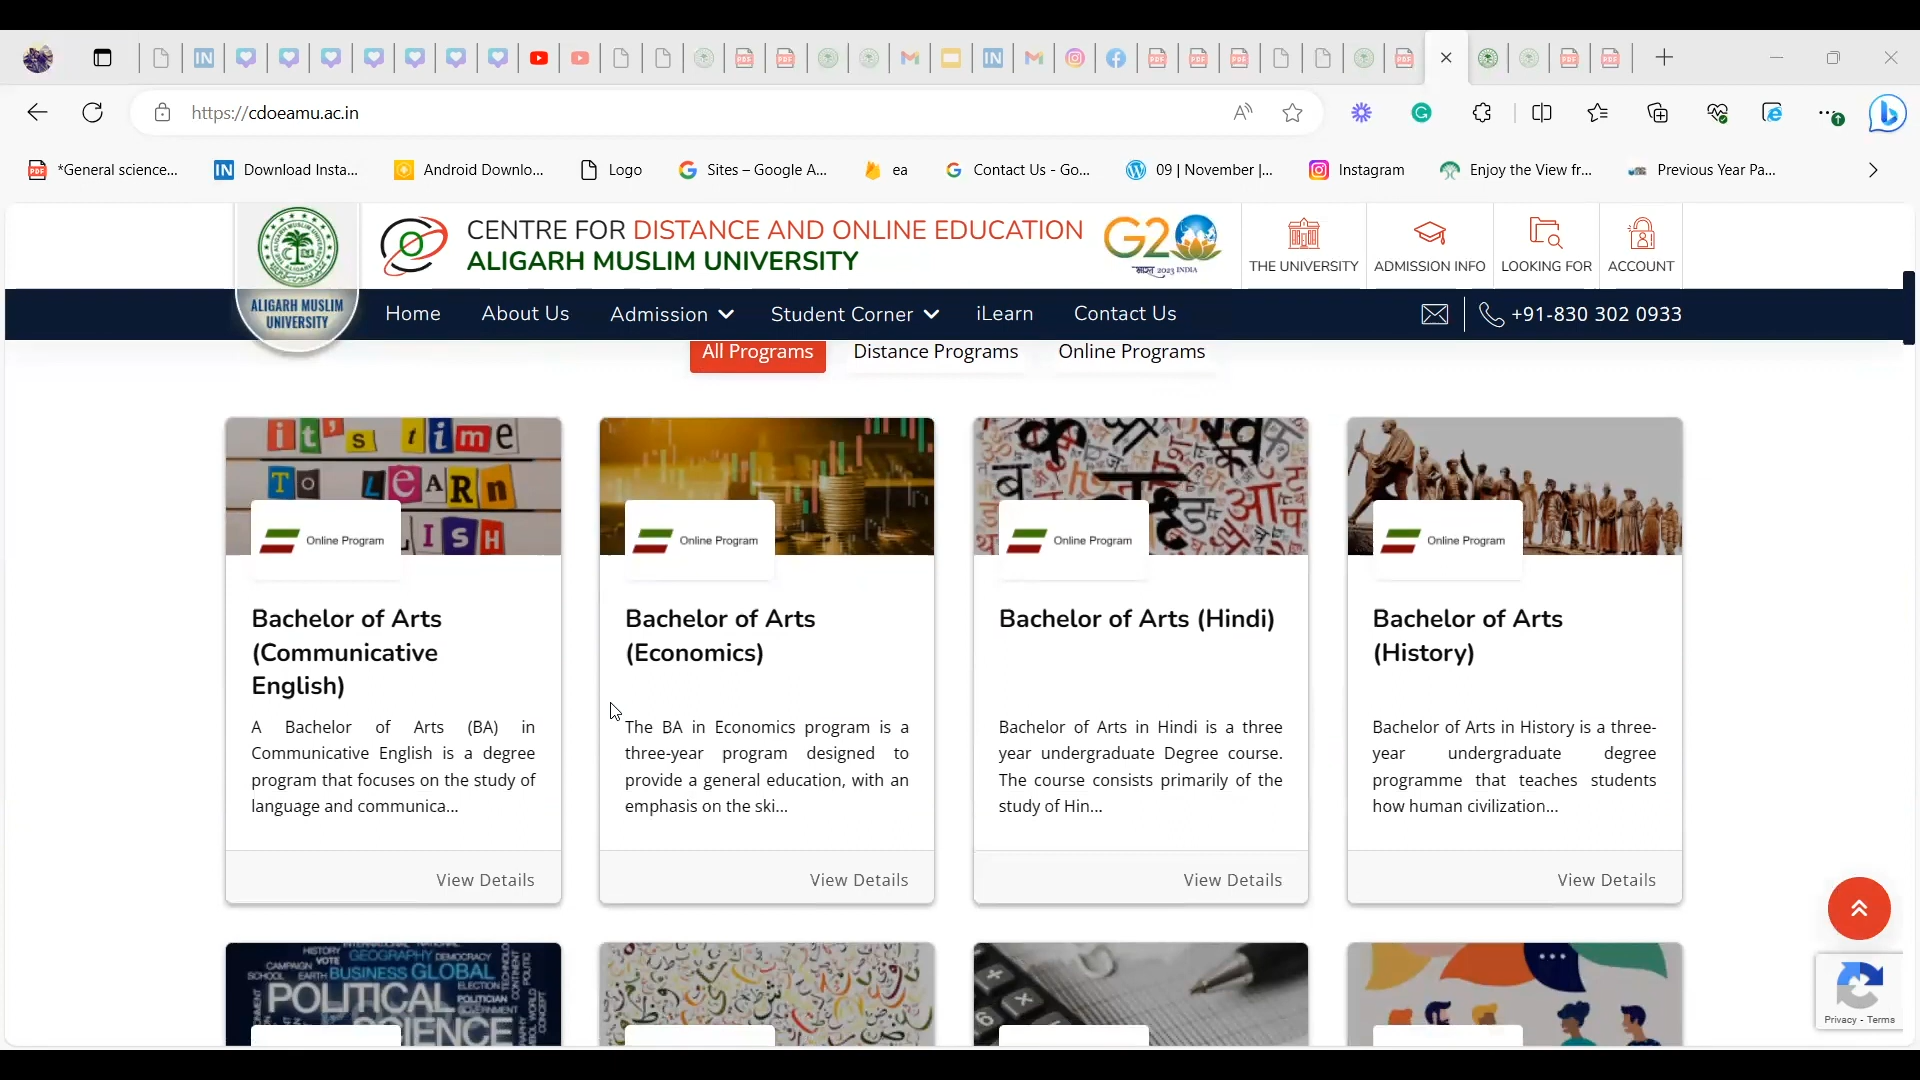 https://cdoeamu.ac.in
*General science...
Download Insta...
Android Downlo...
Logo
Sites – Google A...
ea
Contact Us - Go...
09 | November |...
Instagram
Enjoy the View fr...
Previous Year Pa...
ALIGARH MUSLIM
UNIVERSITY
CENTRE FOR DISTANCE AND ONLINE EDUCATION
ALIGARH MUSLIM UNIVERSITY
G20
भारत 2023 INDIA
THE UNIVERSITY
ADMISSION INFO
LOOKING FOR
ACCOUNT
Home
About Us
Admission
Student Corner
iLearn
Contact Us
+91-830 302 0933
All Programs
Distance Programs
Online Programs
it's time
TO LEARN
LISH
Online Program
Bachelor of Arts
(Communicative
English)
A Bachelor of Arts (BA) in
Communicative English is a degree
program that focuses on the study of
language and communica...
View Details
Online Program
Bachelor of Arts
(Economics)
The BA in Economics program is a
three-year program designed to
provide a general education, with an
emphasis on the ski...
View Details
Online Program
Bachelor of Arts (Hindi)
Bachelor of Arts in Hindi is a three
year undergraduate Degree course.
The course consists primarily of the
study of Hin...
View Details
Online Program
Bachelor of Arts
(History)
Bachelor of Arts in History is a three-
year undergraduate degree
programme that teaches students
how human civilization...
View Details
HISTORY
GEOGRAPHY DEMOCRACY
CAMPAIGN VOTE
SCHOOL EARTH BUSINESS GLOBAL
ELECTION
POLITICAL
POLITICIAN
GOVERNMENT
SCIENCE
Privacy - Terms